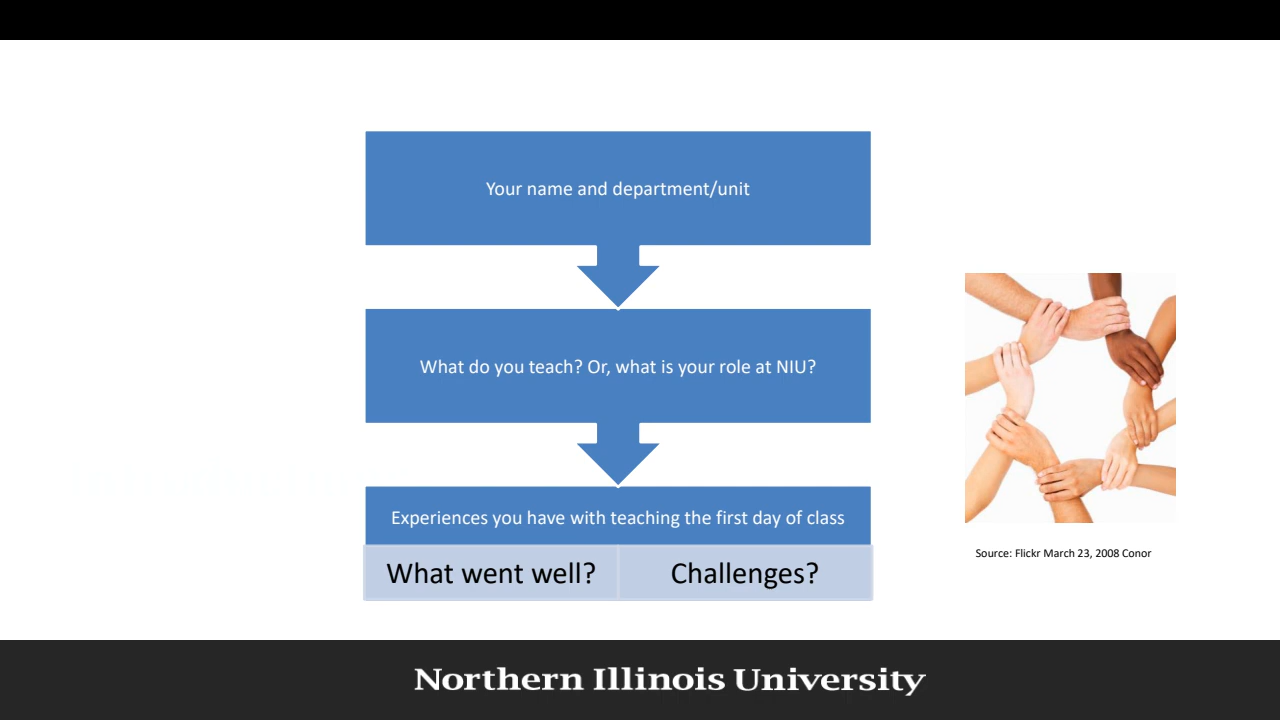 Your name and department/unit
What do you teach? Or, what is your role at NIU?
Experiences you have with teaching the first day of class
What went well?
Challenges?
Source: Flickr March 23, 2008 Conor
Northern Illinois University